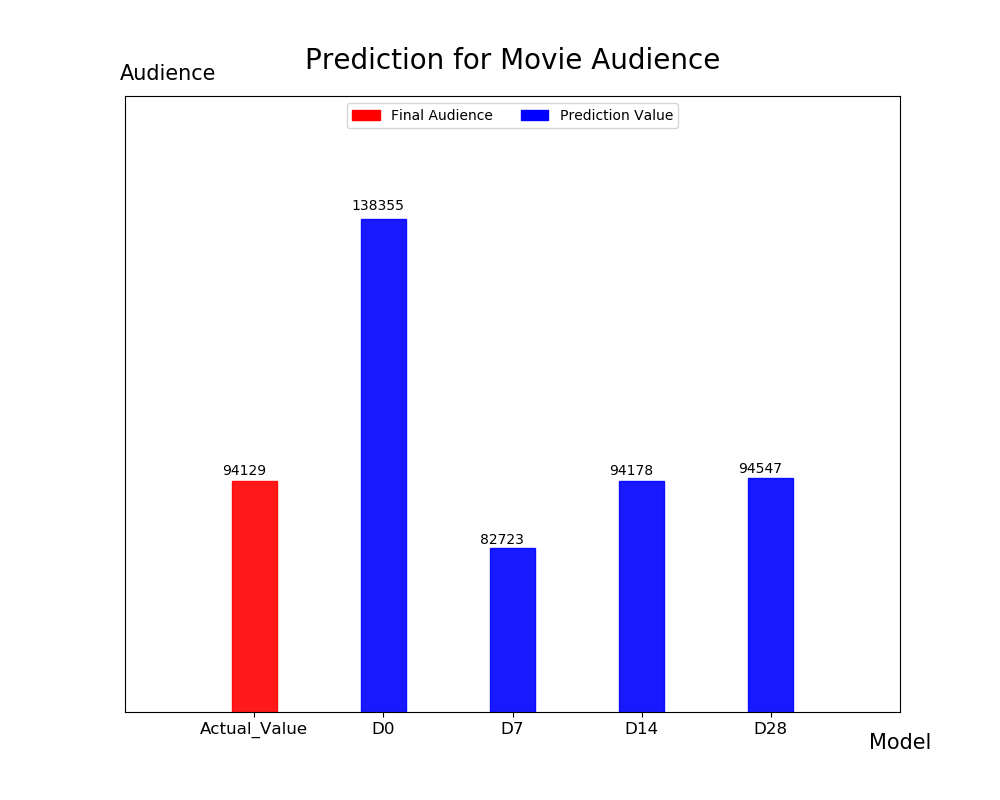 Prediction for Movie Audience
Audience
Final Audience
Prediction Value
138355
94129
82723
94178
94547
Actual_Value
D0
D7
D14
D28
Model